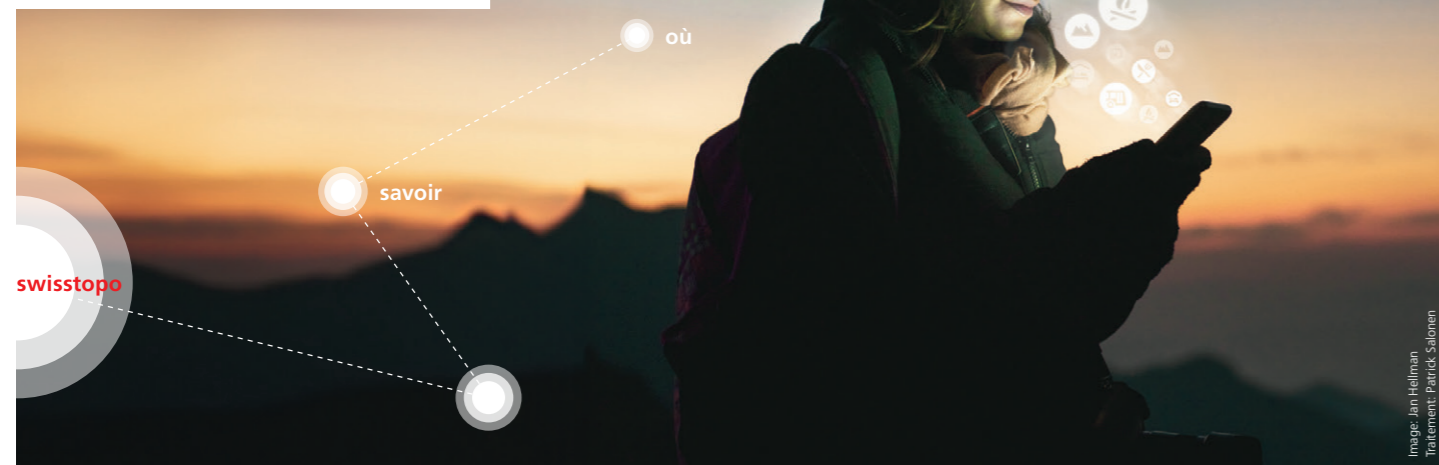 où
savoir
swisstopo
Image: Jan Hellman
Traitement: Patrick Salonen